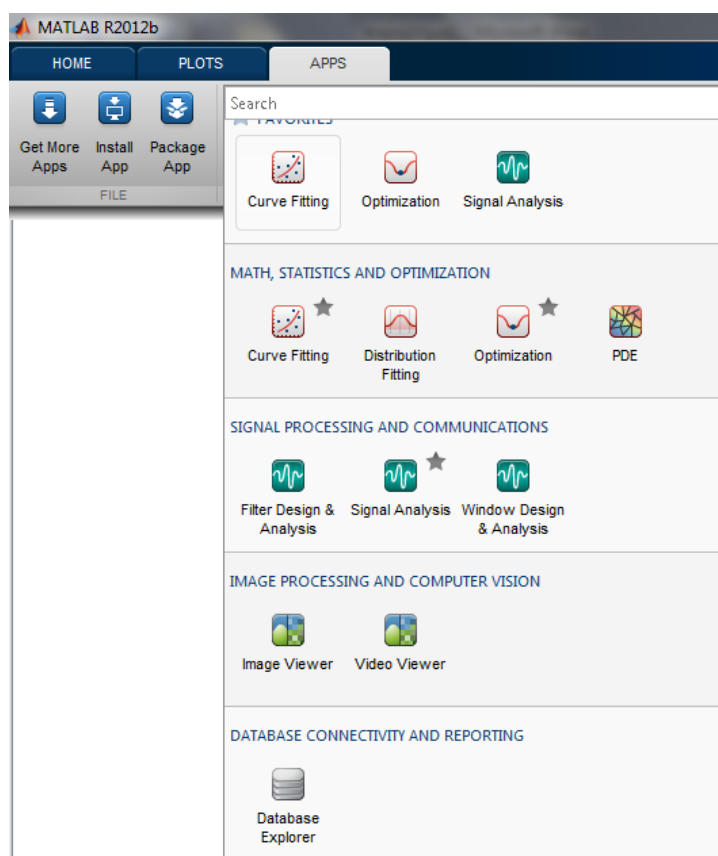 MATLAB R2012b
HOME PLOTS APPS
Search
Get More Apps
Install App
Package App
FILE
FAVORITES
Curve Fitting
Optimization
Signal Analysis
MATH, STATISTICS AND OPTIMIZATION
Curve Fitting
Distribution
Fitting
Optimization
PDE
SIGNAL PROCESSING AND COMMUNICATIONS
Filter Design &
Analysis
Signal Analysis
Window Design
& Analysis
IMAGE PROCESSING AND COMPUTER VISION
Image Viewer
Video Viewer
DATABASE CONNECTIVITY AND REPORTING
Database
Explorer